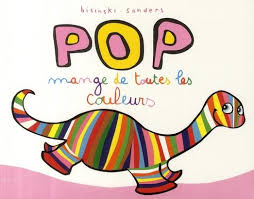 bisinski · sanders
POP
mange de toutes les
couleurs